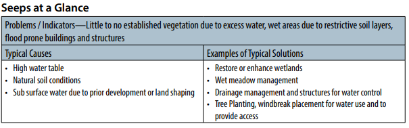 Seeps at a Glance
Problems / Indicators—Little to no established vegetation due to excess water, wet areas due to restrictive soil layers,
flood prone buildings and structures
Typical Causes
• High water table
• Natural soil conditions
• Sub surface water due to prior development or land shaping
Examples of Typical Solutions
• Restore or enhance wetlands
• Wet meadow management
• Drainage management and structures for water control
• Tree Planting, windbreak placement for water use and to
provide access